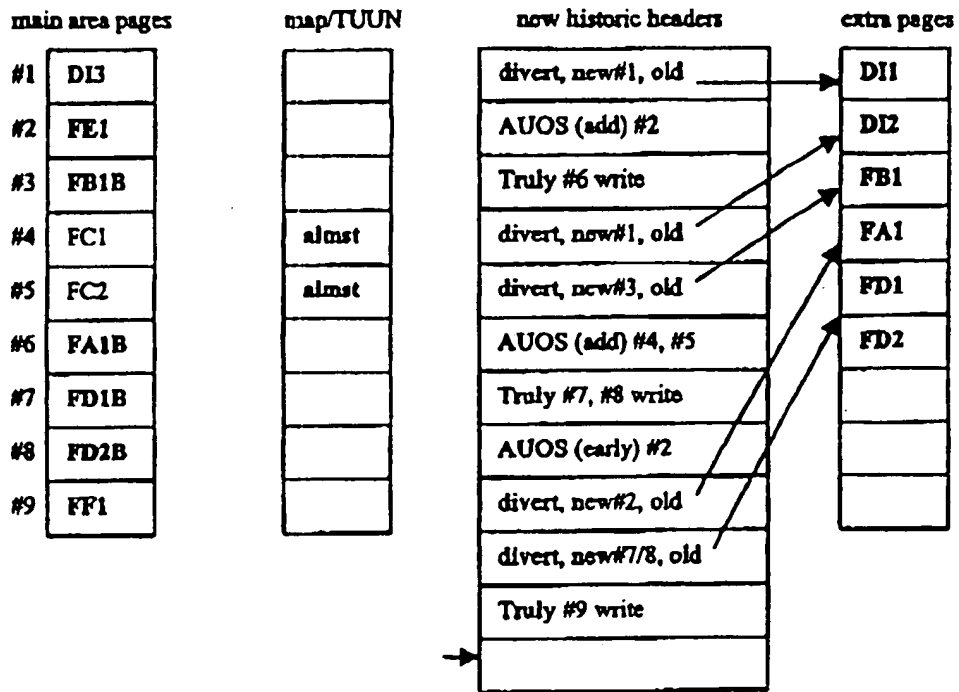 main area pages
map/TUUN
now historic headers
extra pages
#1 DI3
#2 FE1
#3 FB1B
#4 FC1 almst
#5 FC2 almst
#6 FA1B
#7 FD1B
#8 FD2B
#9 FF1
divert, new#1, old
AUOS (add) #2
Truly #6 write
divert, new#1, old
divert, new#3, old
AUOS (add) #4, #5
Truly #7, #8 write
AUOS (early) #2
divert, new#2, old
divert, new#7/8, old
Truly #9 write
DI1
DI2
FB1
FA1
FD1
FD2